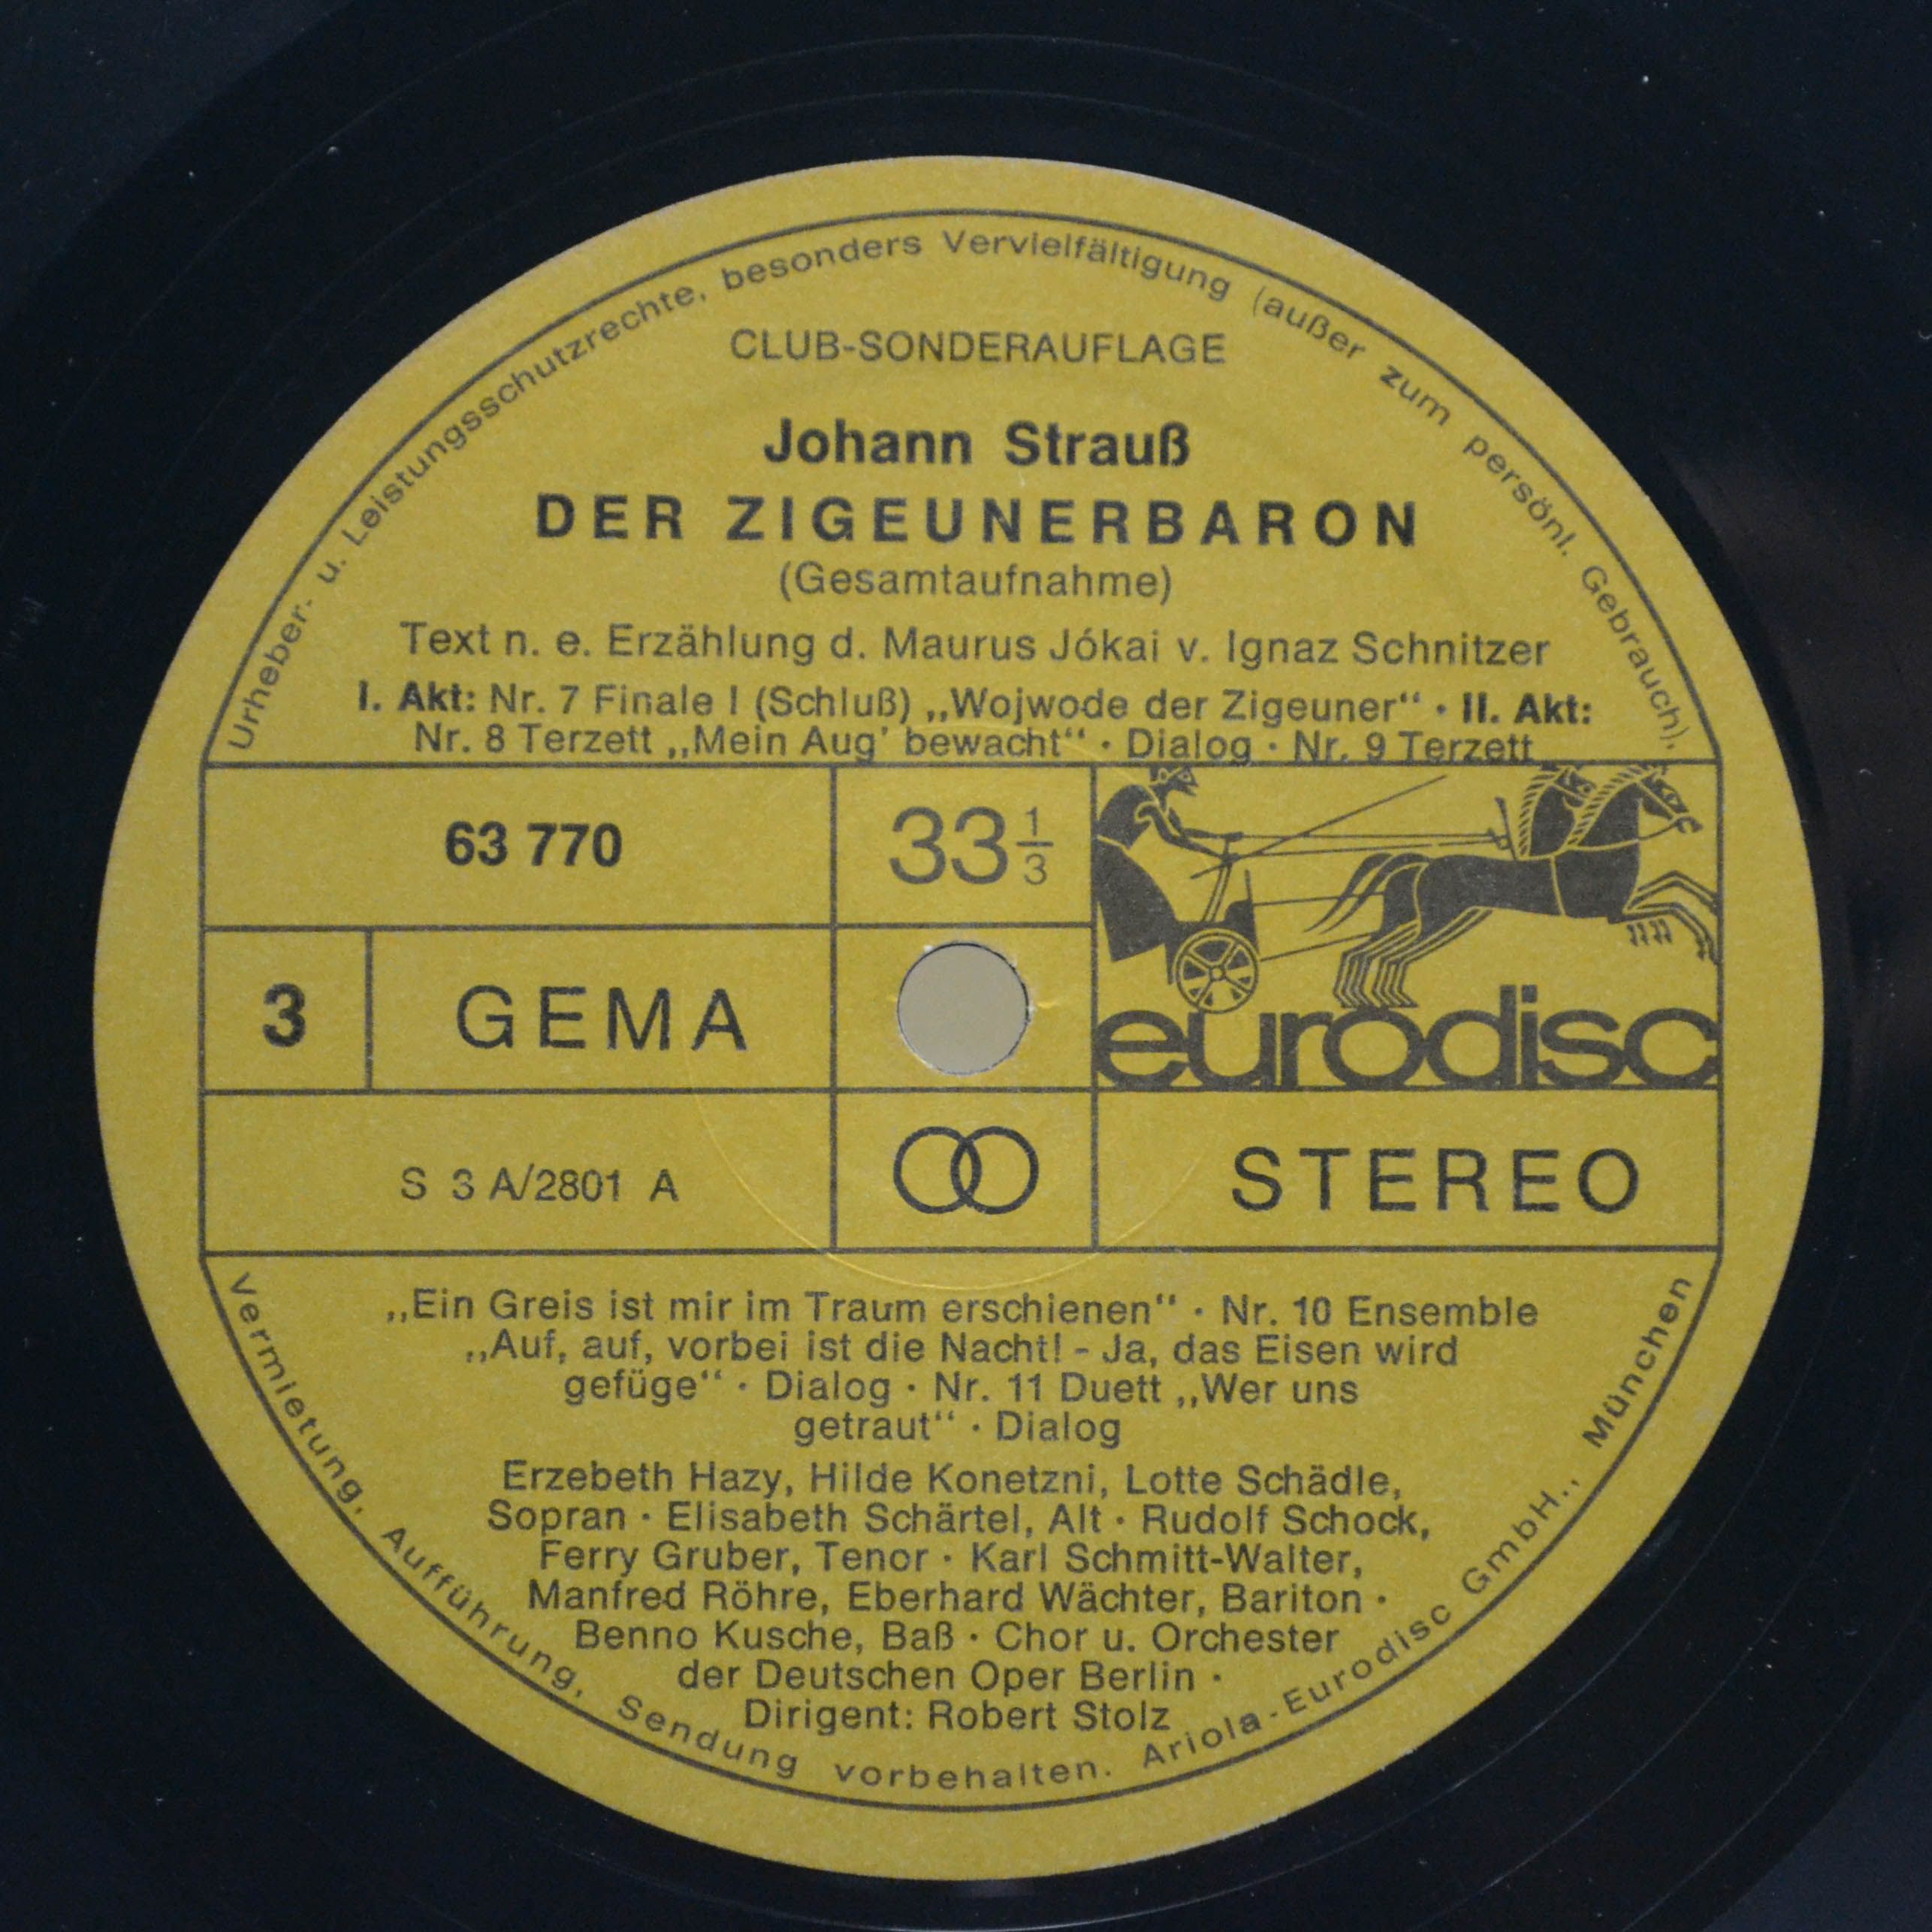 Urheber- u. Leistungsschutzrechte, besonders Vervielfältigung (außer zum persönl. Gebrauch),
CLUB-SONDERAUFLAGE
Johann Strauß
DER ZIGEUNERBARON
(Gesamtaufnahme)
Text n. e. Erzählung d. Maurus Jókai v. Ignaz Schnitzer
I. Akt: Nr. 7 Finale I (Schluß) „Wojwode der Zigeuner“ · II. Akt:
Nr. 8 Terzett „Mein Aug' bewacht“ · Dialog · Nr. 9 Terzett
63 770
33 1/3
3
GEMA
eurodisc
S 3 A/2801 A
STEREO
„Ein Greis ist mir im Traum erschienen“ · Nr. 10 Ensemble
„Auf, auf, vorbei ist die Nacht! - Ja, das Eisen wird
gefüge“ · Dialog · Nr. 11 Duett „Wer uns
getraut“ · Dialog
Erzebeth Hazy, Hilde Konetzni, Lotte Schädle,
Sopran · Elisabeth Schärtel, Alt · Rudolf Schock,
Ferry Gruber, Tenor · Karl Schmitt-Walter,
Manfred Röhre, Eberhard Wächter, Bariton ·
Benno Kusche, Baß · Chor u. Orchester
der Deutschen Oper Berlin ·
Dirigent: Robert Stolz
Vermietung, Aufführung, Sendung vorbehalten. Ariola-Eurodisc GmbH., München